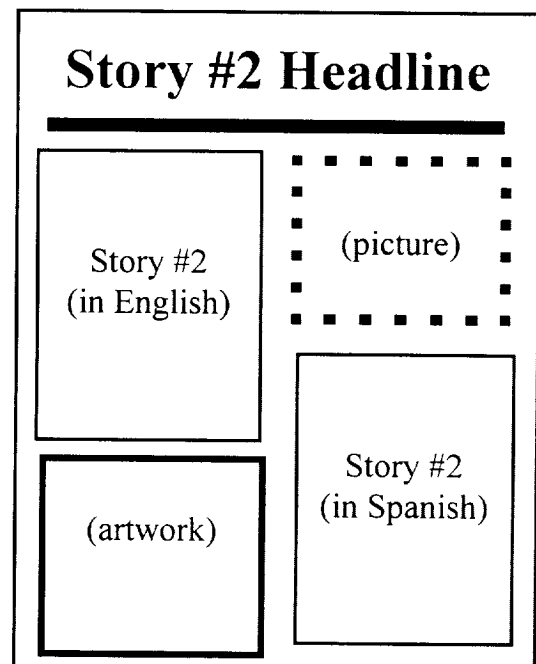 Story #2 Headline
Story #2
(in English)
(picture)
(artwork)
Story #2
(in Spanish)